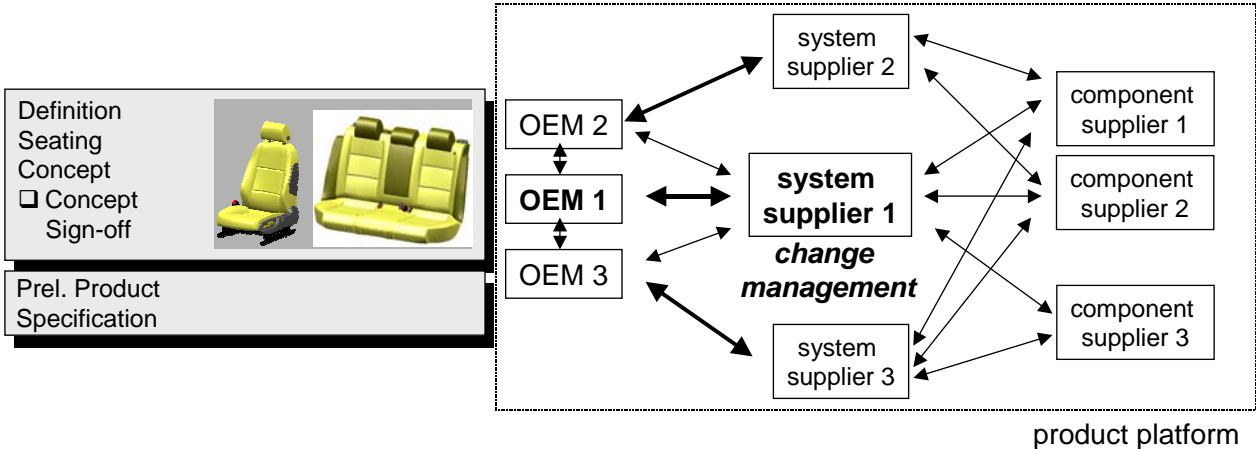 Definition
Seating
Concept
❑ Concept
Sign-off
Prel. Product
Specification
OEM 2
OEM 1
OEM 3
system
supplier 2
system
supplier 1
change
management
system
supplier 3
component
supplier 1
component
supplier 2
component
supplier 3
product platform